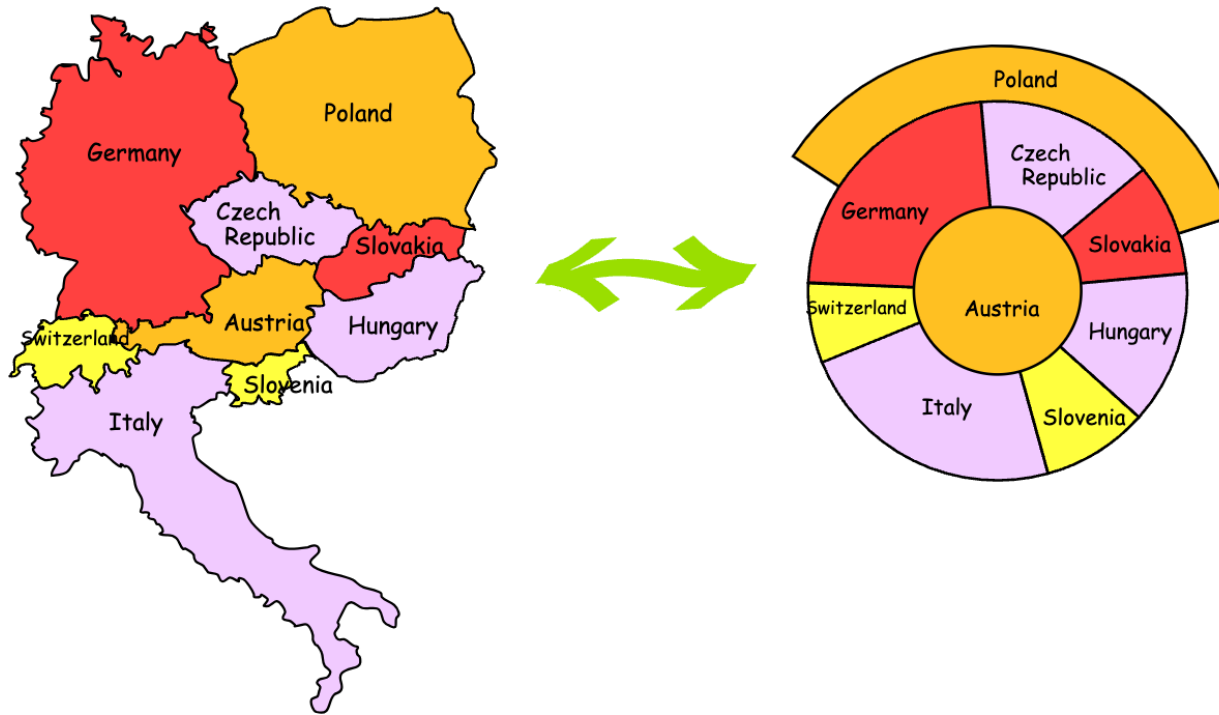 Poland
Germany
Czech
Republic
Slovakia
Austria
Hungary
Switzerland
Slovenia
Italy
Poland
Czech
Republic
Germany
Slovakia
Switzerland
Austria
Hungary
Italy
Slovenia